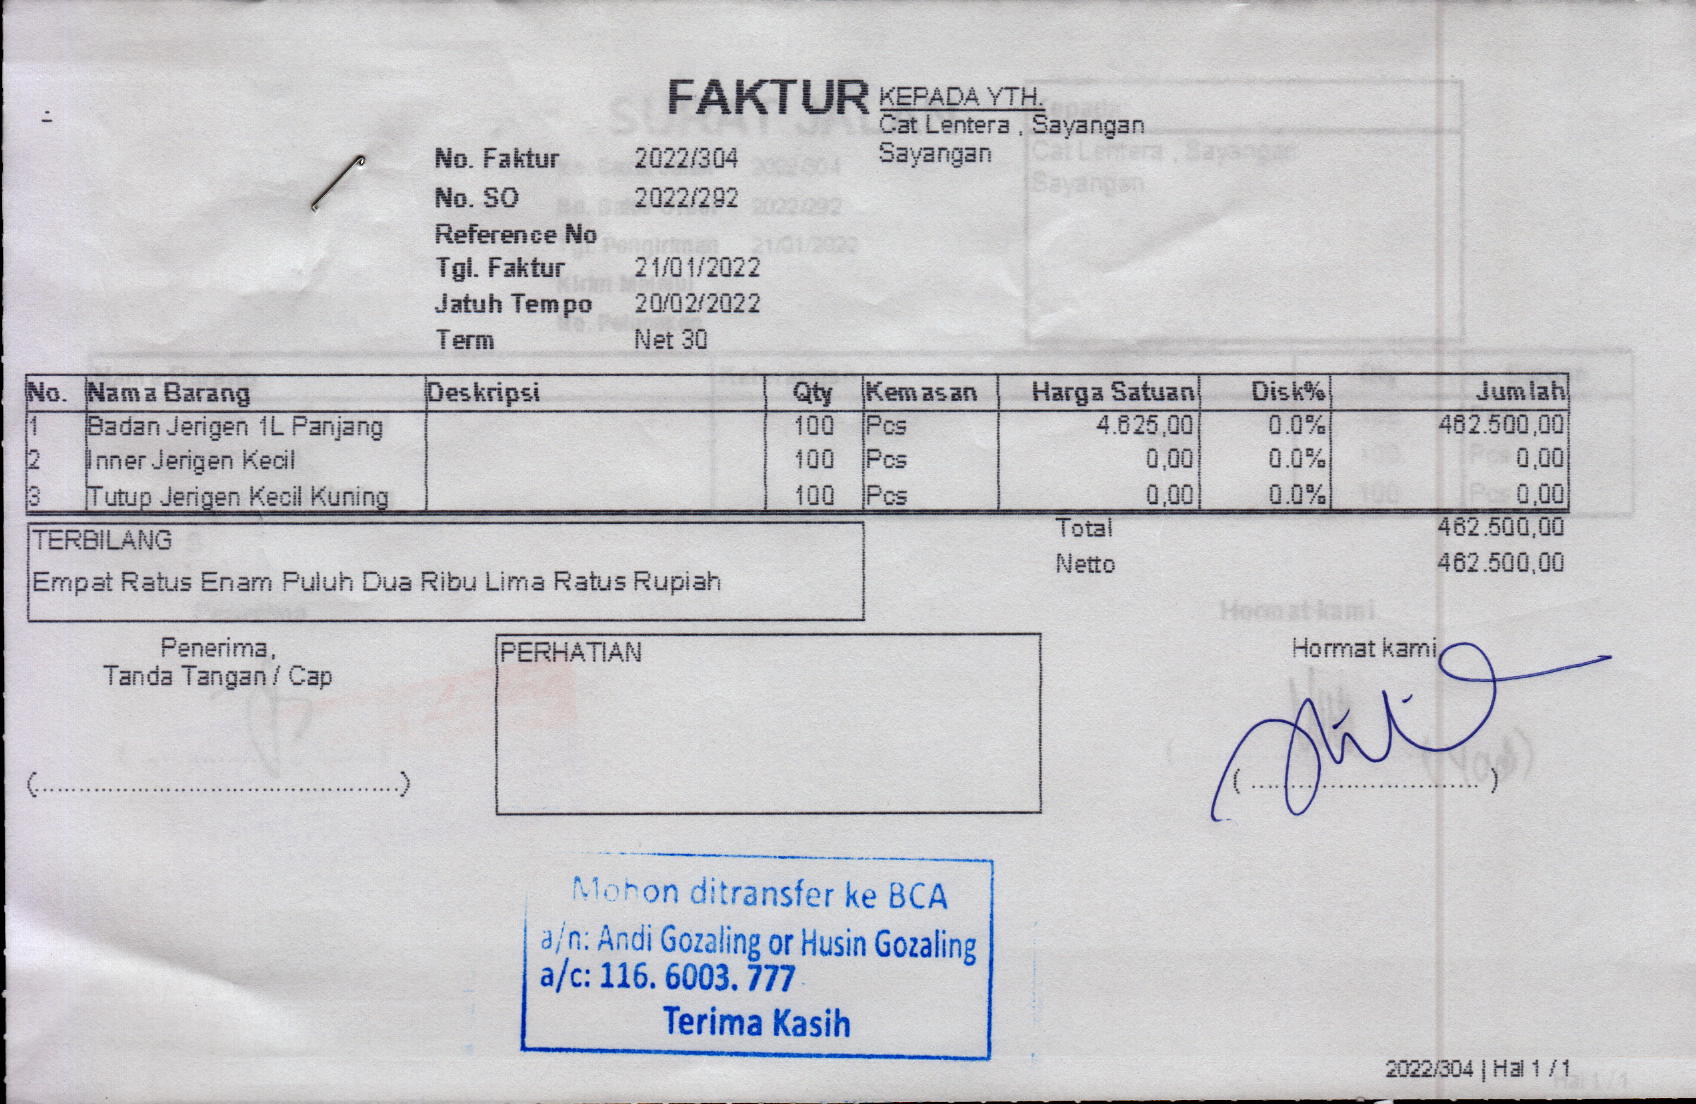 FAKTUR
KEPADA YTH.
Cat Lentera , Sayangan
Sayangan
No. Faktur 2022/304
No. SO 2022/292
Reference No
Tgl. Faktur 21/01/2022
Jatuh Tempo 20/02/2022
Term Net 30
No. Nama Barang Deskripsi Qty Kemasan Harga Satuan Disk% Jumlah
1 Badan Jerigen 1L Panjang 100 Pcs 4.625,00 0.0% 462.500,00
2 Inner Jerigen Kecil 100 Pcs 0,00 0.0% 0,00
3 Tutup Jerigen Kecil Kuning 100 Pcs 0,00 0.0% 0,00
Total 462.500,00
Netto 462.500,00
TERBILANG
Empat Ratus Enam Puluh Dua Ribu Lima Ratus Rupiah
Penerima,
Tanda Tangan / Cap
(................................................)
PERHATIAN
Hormat kami
(..............................)
Mohon ditransfer ke BCA
a/n: Andi Gozaling or Husin Gozaling
a/c: 116. 6003. 777
Terima Kasih
2022/304 | Hal 1 / 1